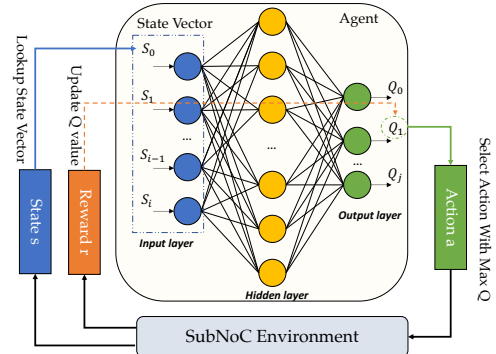 State Vector
Agent
S0
S1
...
Si−1
Si
Input layer
...
Hidden layer
Q0
Q1
...
Qj
Output layer
Lookup State Vector
Update Q value
State s
Reward r
Action a
Select Action With Max Q
SubNoC Environment